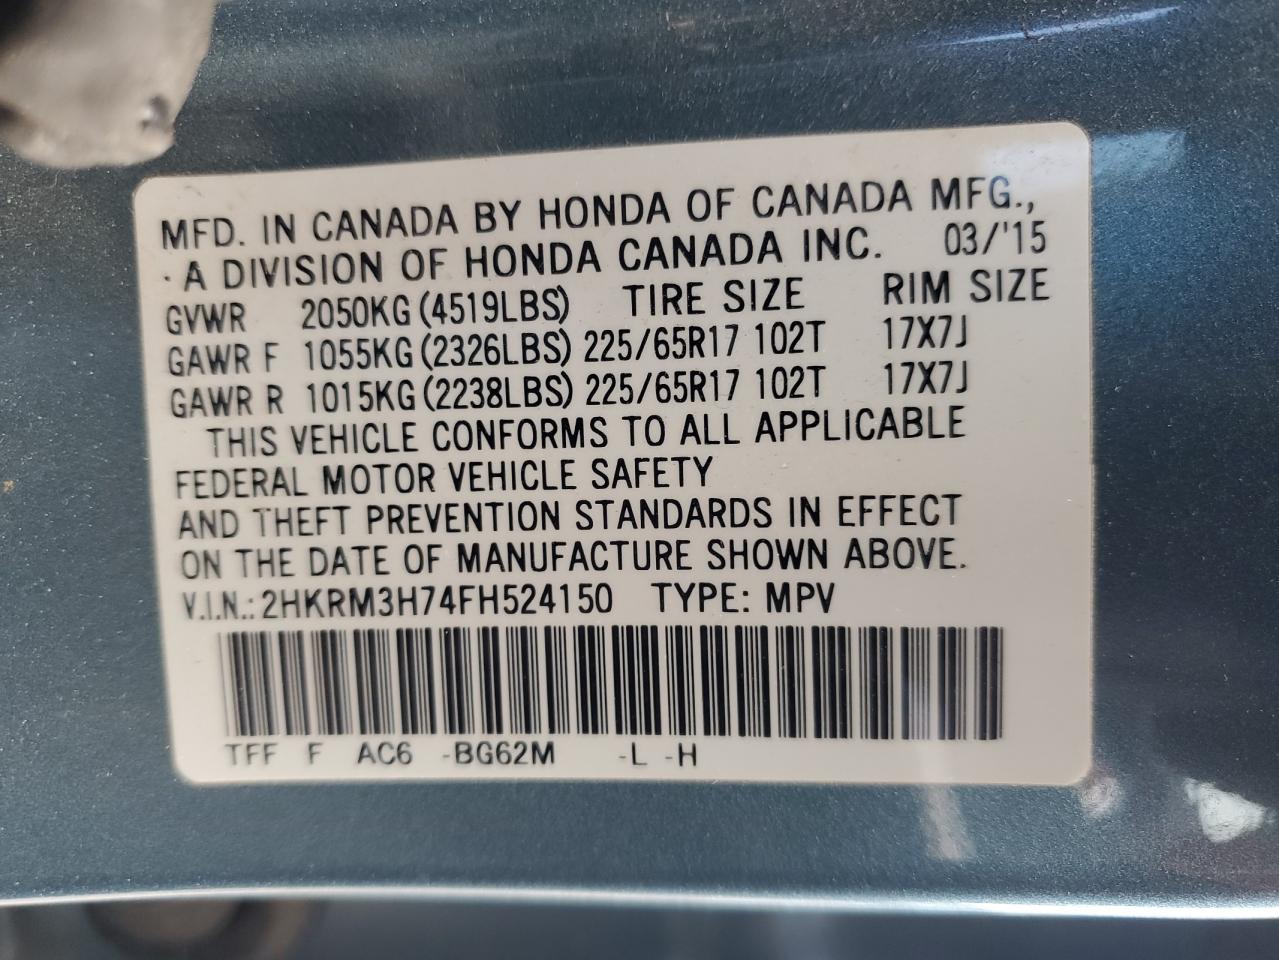 MFD. IN CANADA BY HONDA OF CANADA MFG.,
· A DIVISION OF HONDA CANADA INC. 03/'15
GVWR 2050KG (4519LBS) TIRE SIZE RIM SIZE
GAWR F 1055KG (2326LBS) 225/65R17 102T 17X7J
GAWR R 1015KG (2238LBS) 225/65R17 102T 17X7J
THIS VEHICLE CONFORMS TO ALL APPLICABLE
FEDERAL MOTOR VEHICLE SAFETY
AND THEFT PREVENTION STANDARDS IN EFFECT
ON THE DATE OF MANUFACTURE SHOWN ABOVE.
V.I.N.: 2HKRM3H74FH524150 TYPE: MPV
TFF F AC6 -BG62M -L -H